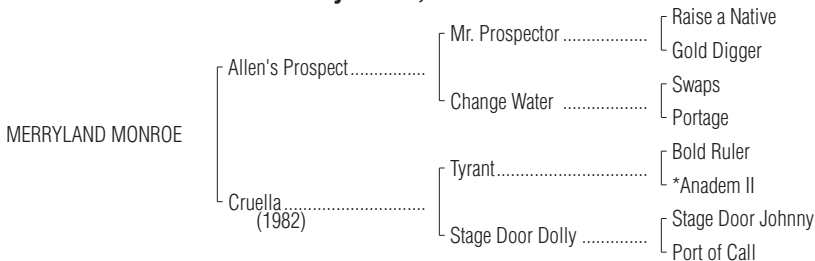 Raise a Native
Mr. Prospector ..................
Gold Digger
Allen's Prospect................
Swaps
Change Water ..................
Portage
MERRYLAND MONROE
Bold Ruler
Tyrant................................
*Anadem II
Cruella..............................
(1982)
Stage Door Johnny
Stage Door Dolly ..............
Port of Call